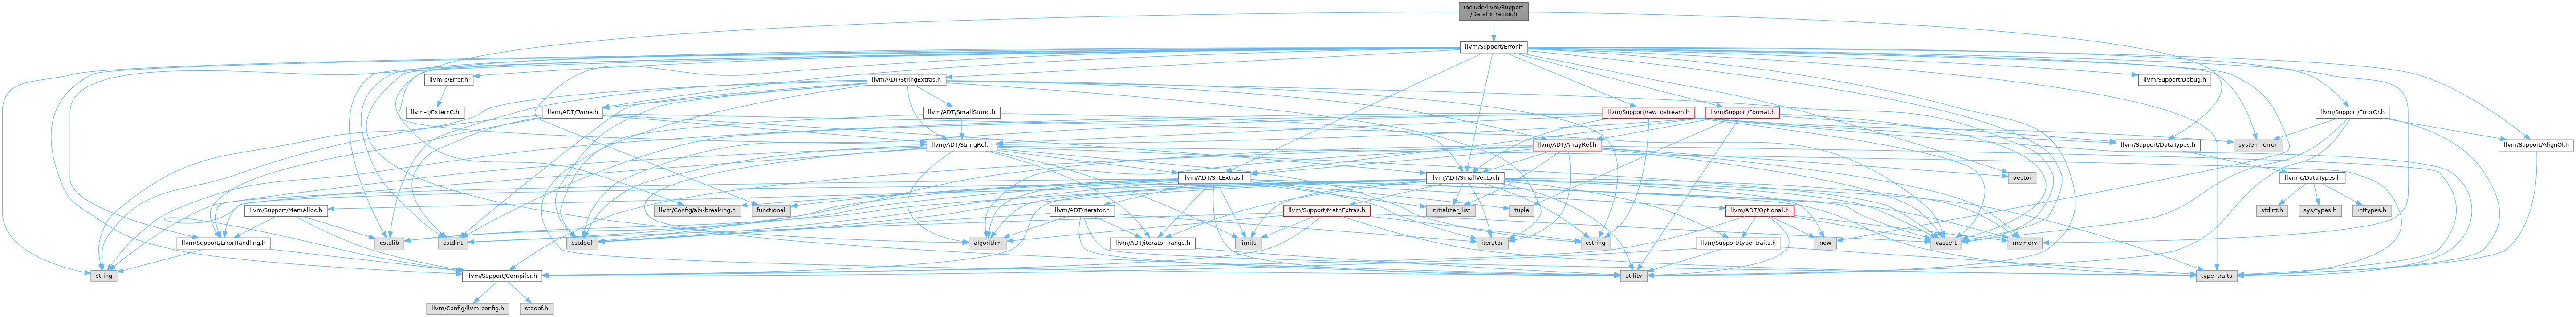 include/llvm/Support
/DataExtractor.h
llvm/Support/Error.h
llvm-c/Error.h
llvm/ADT/StringExtras.h
llvm/Support/Debug.h
llvm-c/ExternC.h
llvm/ADT/Twine.h
llvm/ADT/SmallString.h
llvm/Support/raw_ostream.h
llvm/Support/Format.h
llvm/Support/ErrorOr.h
llvm/ADT/StringRef.h
llvm/ADT/ArrayRef.h
llvm/Support/DataTypes.h
system_error
llvm/Support/AlignOf.h
llvm/ADT/STLExtras.h
llvm/ADT/SmallVector.h
vector
llvm-c/DataTypes.h
llvm/Support/MemAlloc.h
llvm/Config/abi-breaking.h
functional
llvm/ADT/iterator.h
initializer_list
llvm/Support/MathExtras.h
tuple
llvm/ADT/Optional.h
stdint.h
sys/types.h
inttypes.h
llvm/Support/ErrorHandling.h
cstdlib
cstdint
cstddef
algorithm
llvm/ADT/iterator_range.h
limits
cstring
iterator
llvm/Support/type_traits.h
new
cassert
memory
string
llvm/Support/Compiler.h
utility
type_traits
llvm/Config/llvm-config.h
stddef.h